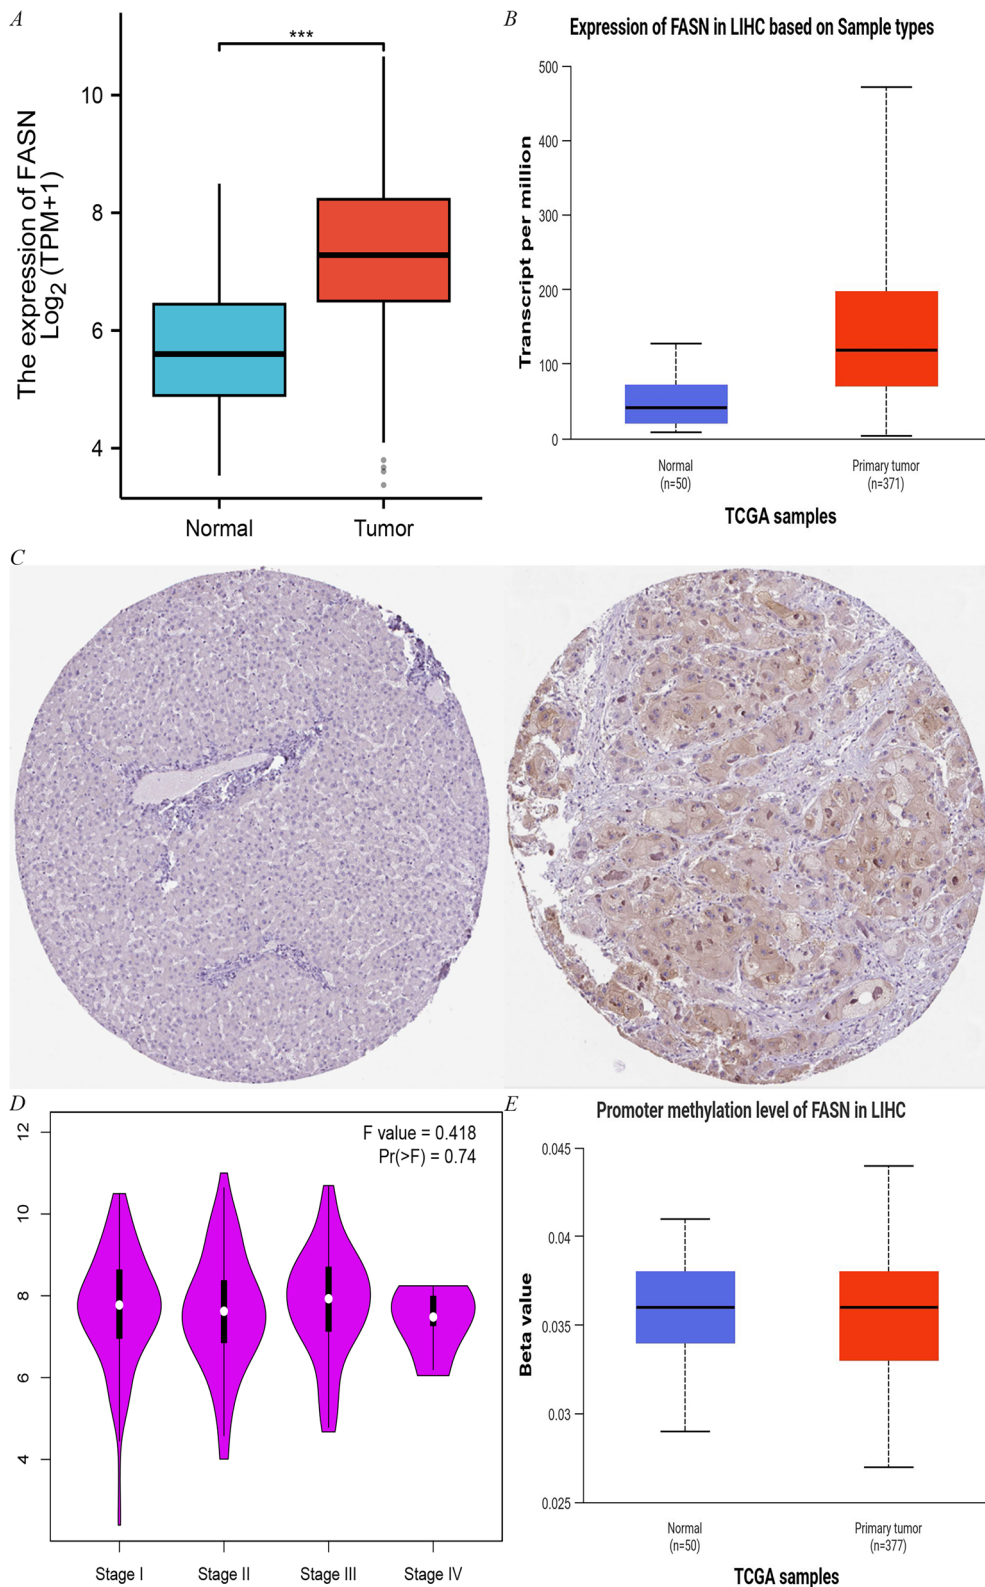 A
***
The expression of FASN
Log2 (TPM+1)
10
8
6
4
Normal
Tumor
B
Expression of FASN in LIHC based on Sample types
Transcript per million
500
400
300
200
100
0
Normal
(n=50)
Primary tumor
(n=371)
TCGA samples
C
D
F value = 0.418
Pr(>F) = 0.74
12
10
8
6
4
Stage I
Stage II
Stage III
Stage IV
E
Promoter methylation level of FASN in LIHC
Beta value
0.045
0.04
0.035
0.03
0.025
Normal
(n=50)
Primary tumor
(n=377)
TCGA samples